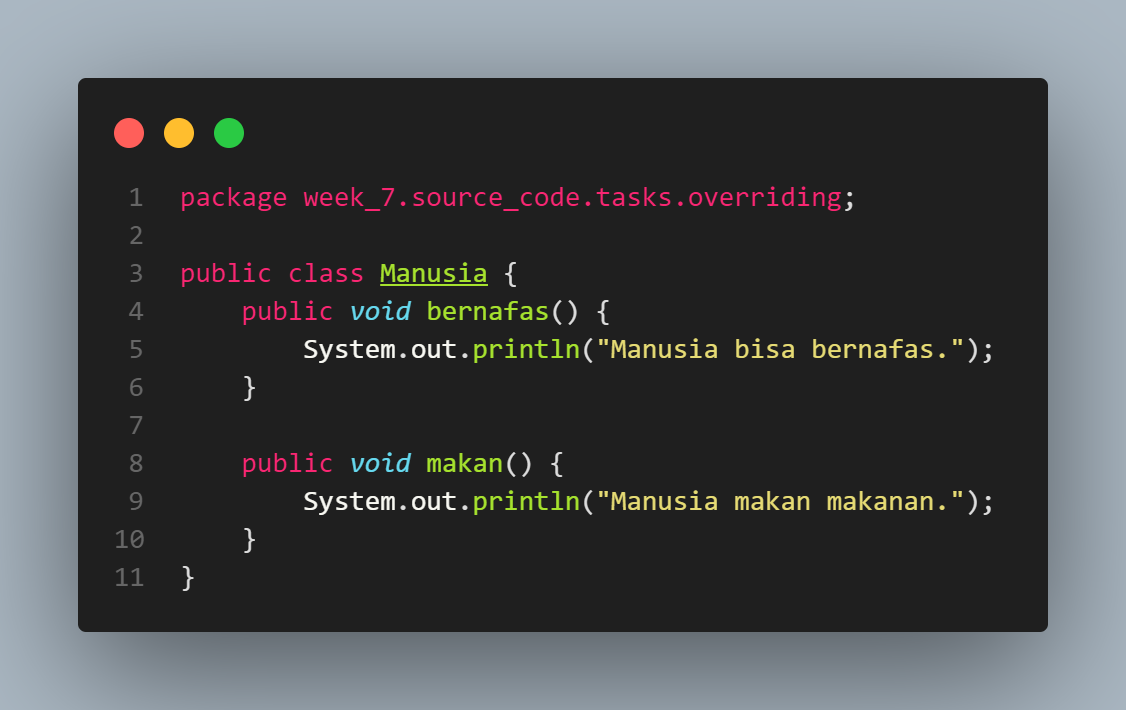 1 package week_7.source_code.tasks.overriding;
2
3 public class Manusia {
4     public void bernafas() {
5         System.out.println("Manusia bisa bernafas.");
6     }
7
8     public void makan() {
9         System.out.println("Manusia makan makanan.");
10     }
11 }